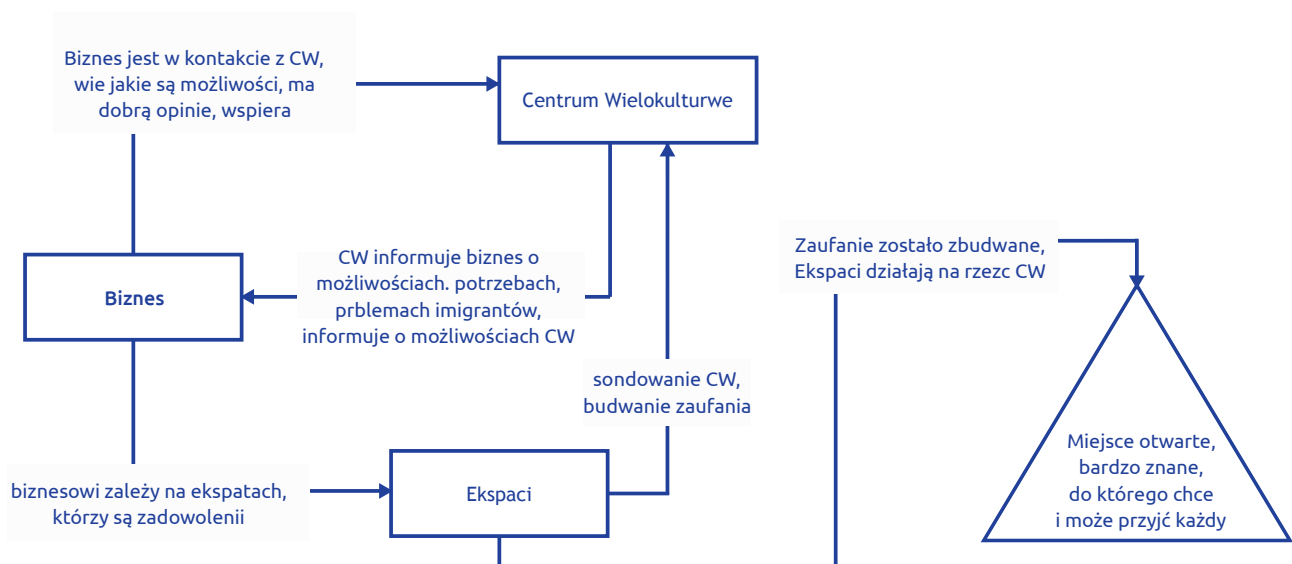 Biznes jest w kontakcie z CW,
wie jakie są możliwości, ma
dobrą opinie, wspiera
Centrum Wielokulturwe
Biznes
CW informuje biznes o
możliwościach. potrzebach,
prblemach imigrantów,
informuje o możliwościach CW
Zaufanie zostało zbudwane,
Ekspaci działają na rzezc CW
sondowanie CW,
budwanie zaufania
biznesowi zależy na ekspatach,
którzy są zadowolenii
Ekspaci
Miejsce otwarte,
bardzo znane,
do którego chce
i może przyjć każdy